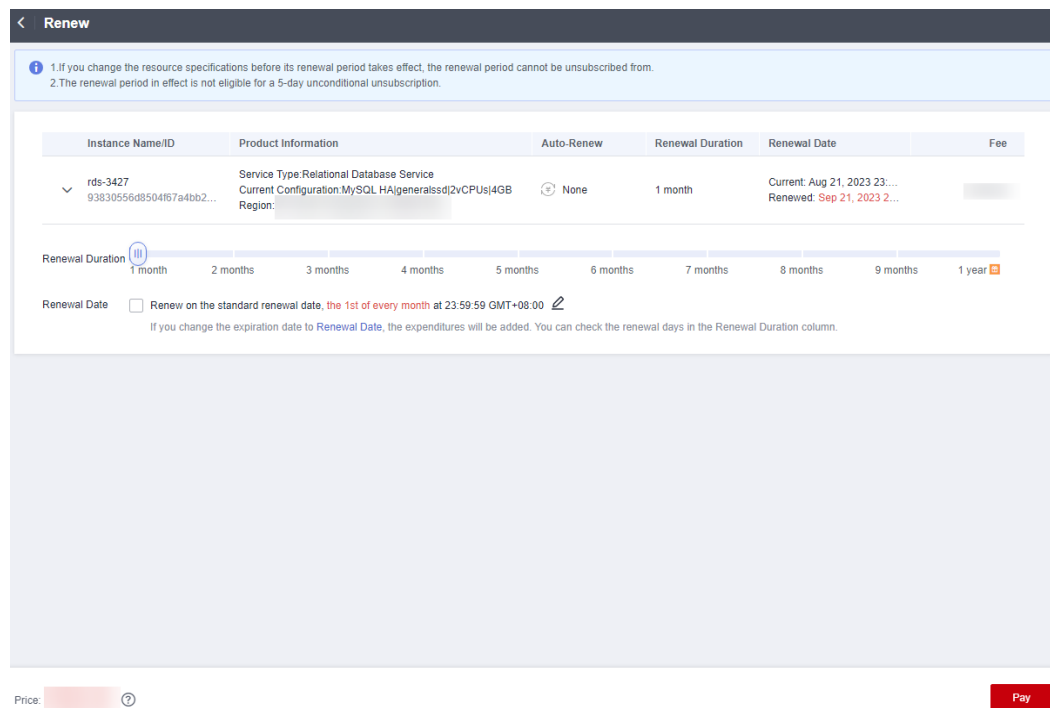 Renew
1.If you change the resource specifications before its renewal period takes effect, the renewal period cannot be unsubscribed from.
2.The renewal period in effect is not eligible for a 5-day unconditional unsubscription.
Instance Name/ID Product Information Auto-Renew Renewal Duration Renewal Date Fee
rds-3427
93830556d8504f67a4bb2...
Service Type:Relational Database Service
Current Configuration:MySQL HA|generalssd|2vCPUs|4GB
Region:
None
1 month
Current: Aug 21, 2023 23:...
Renewed: Sep 21, 2023 2...
Renewal Duration
1 month 2 months 3 months 4 months 5 months 6 months 7 months 8 months 9 months 1 year
Renewal Date Renew on the standard renewal date, the 1st of every month at 23:59:59 GMT+08:00
If you change the expiration date to Renewal Date, the expenditures will be added. You can check the renewal days in the Renewal Duration column.
Price:
Pay